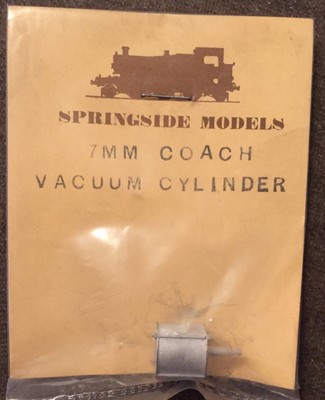 SPRINGSIDE MODELS
7MM COACH
VACUUM CYLINDER